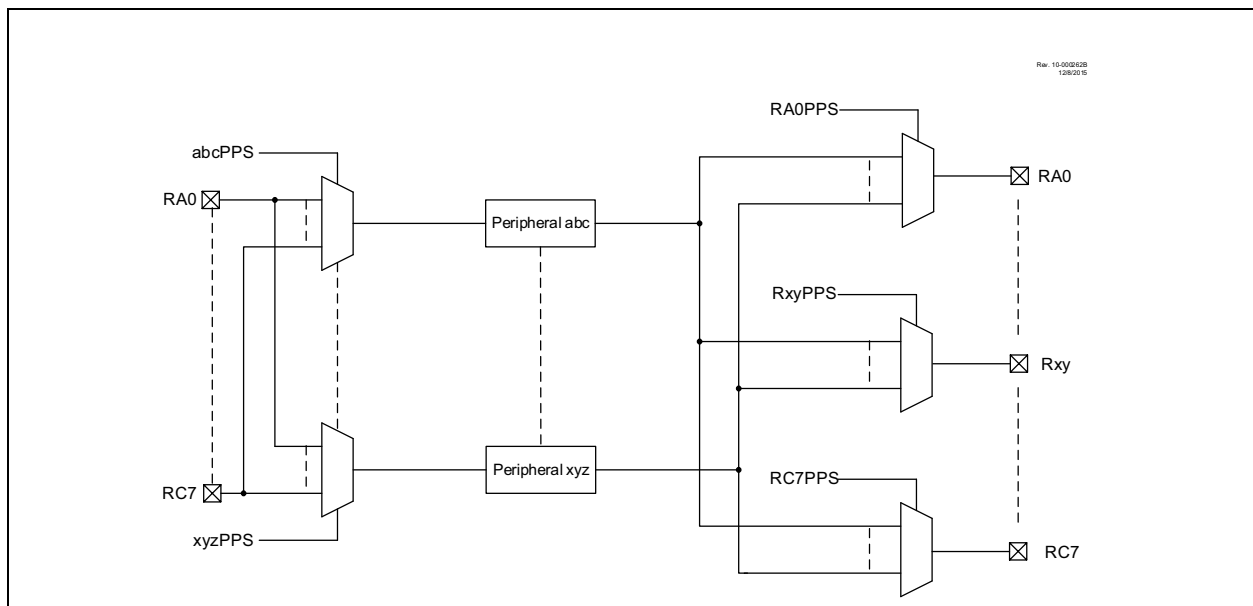 Rev. 10-000262B
12/8/2015
RA0PPS
abcPPS
RA0
RA0
Peripheral abc
RxyPPS
Rxy
Peripheral xyz
RC7PPS
RC7
xyzPPS
RC7